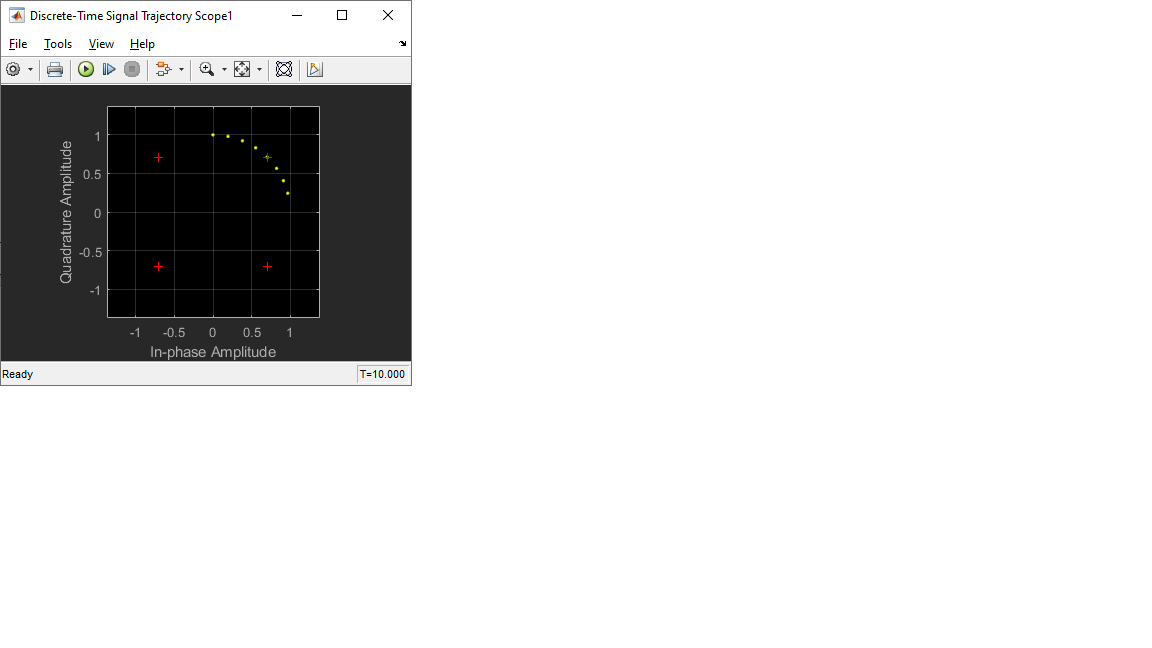 Discrete-Time Signal Trajectory Scope1
File Tools View Help
Quadrature Amplitude
1
0.5
0
-0.5
-1
-1 -0.5 0 0.5 1
In-phase Amplitude
Ready T=10.000